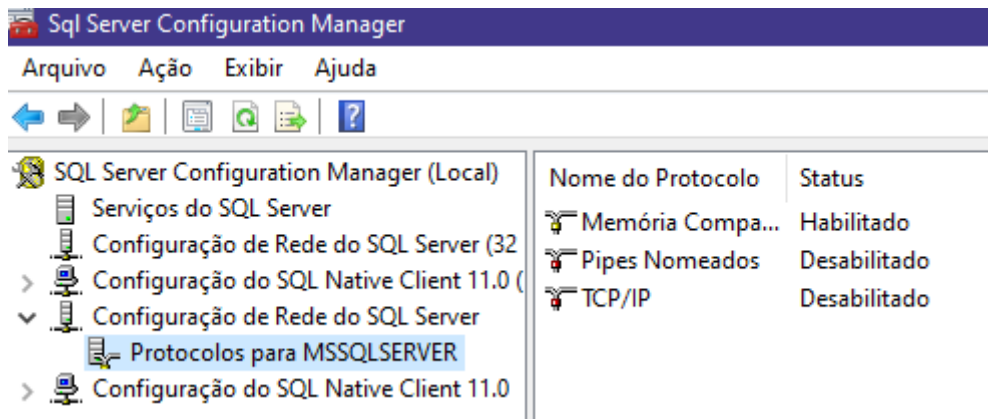 Sql Server Configuration Manager
Arquivo Ação Exibir Ajuda
SQL Server Configuration Manager (Local)
Serviços do SQL Server
Configuração de Rede do SQL Server (32
Configuração do SQL Native Client 11.0 (
Configuração de Rede do SQL Server
Protocolos para MSSQLSERVER
Configuração do SQL Native Client 11.0
Nome do Protocolo Status
Memória Compa... Habilitado
Pipes Nomeados Desabilitado
TCP/IP Desabilitado